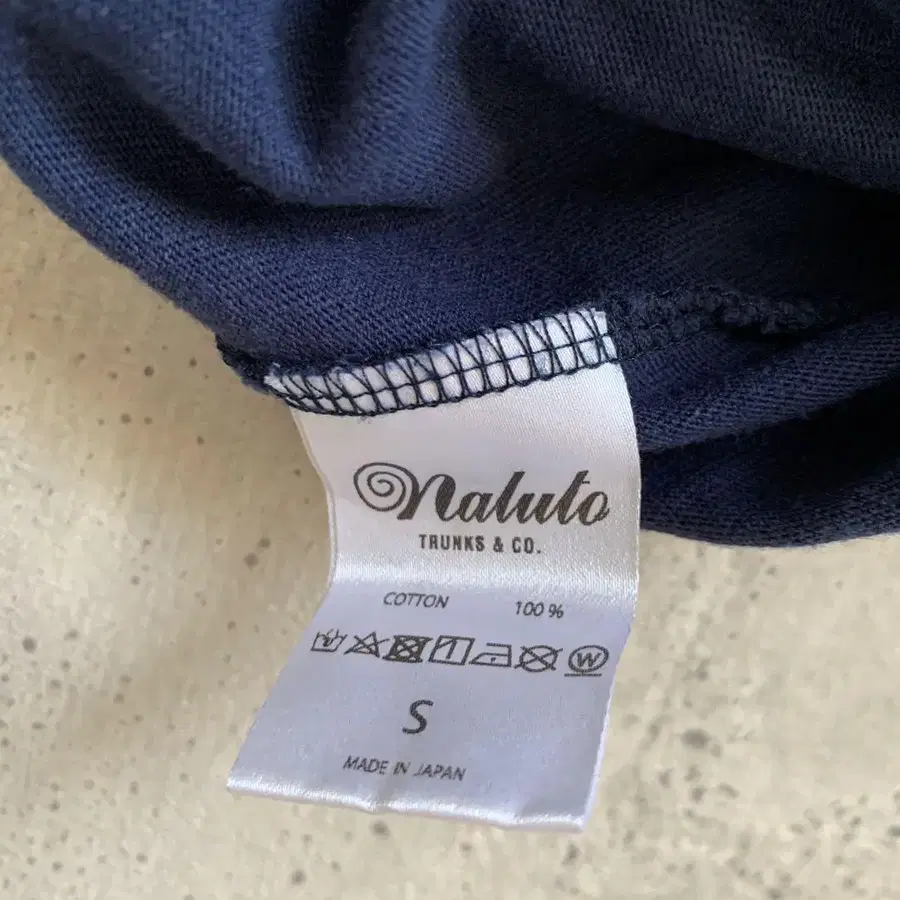 naluto
TRUNKS & CO.
COTTON 100%
W
S
MADE IN JAPAN